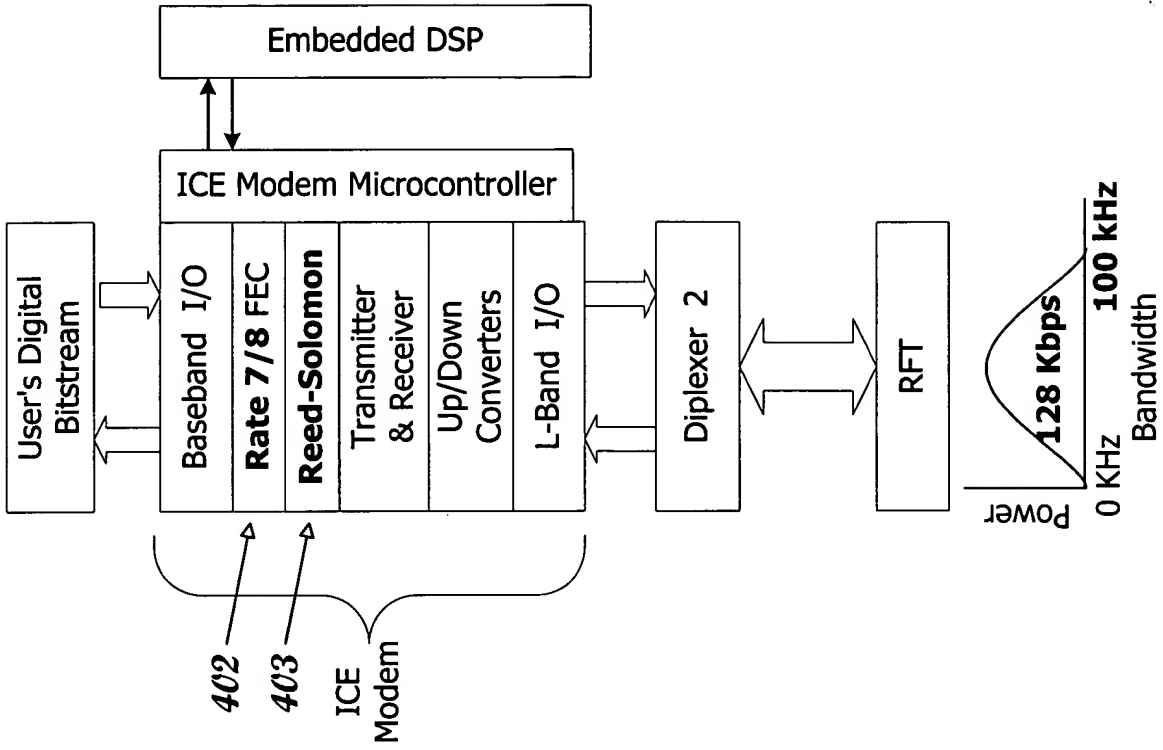 User's Digital
Bitstream
Baseband I/O
Rate 7/8 FEC
Reed-Solomon
Transmitter
& Receiver
Up/Down
Converters
L-Band I/O
ICE Modem Microcontroller
Embedded DSP
402
403
ICE
Modem
Diplexer 2
RFT
Power
128 Kbps
0 KHz
100 kHz
Bandwidth